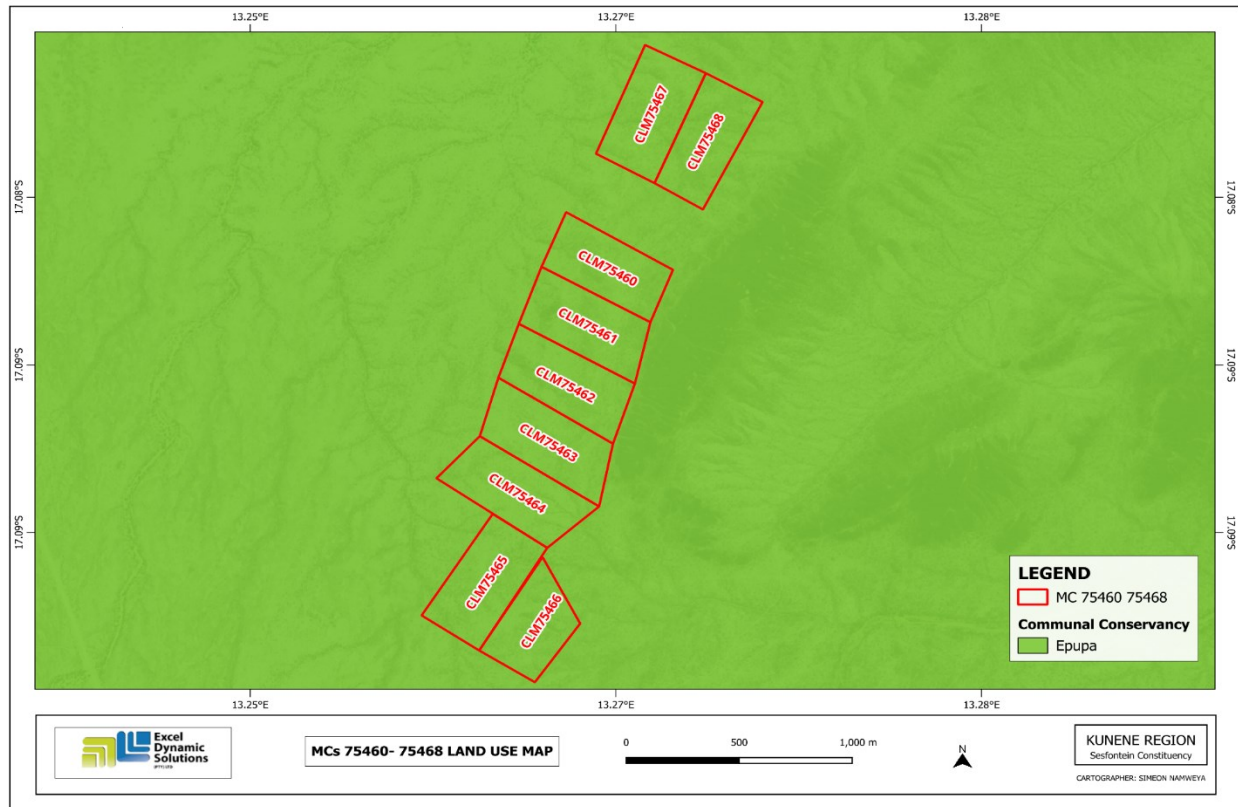 13.25°E
13.27°E
13.28°E
17.08°S
17.08°S
17.09°S
17.09°S
17.09°S
17.09°S
CLM75467
CLM75468
CLM75460
CLM75461
CLM75462
CLM75463
CLM75464
CLM75465
CLM75466
LEGEND
MC 75460 75468
Communal Conservancy
Epupa
13.25°E
13.27°E
13.28°E
Excel
Dynamic
Solutions
MCs 75460- 75468 LAND USE MAP
0
500
1,000 m
N
KUNENE REGION
Sesfontein Constituency
CARTOGRAPHER: SIMEON NAMWEYA